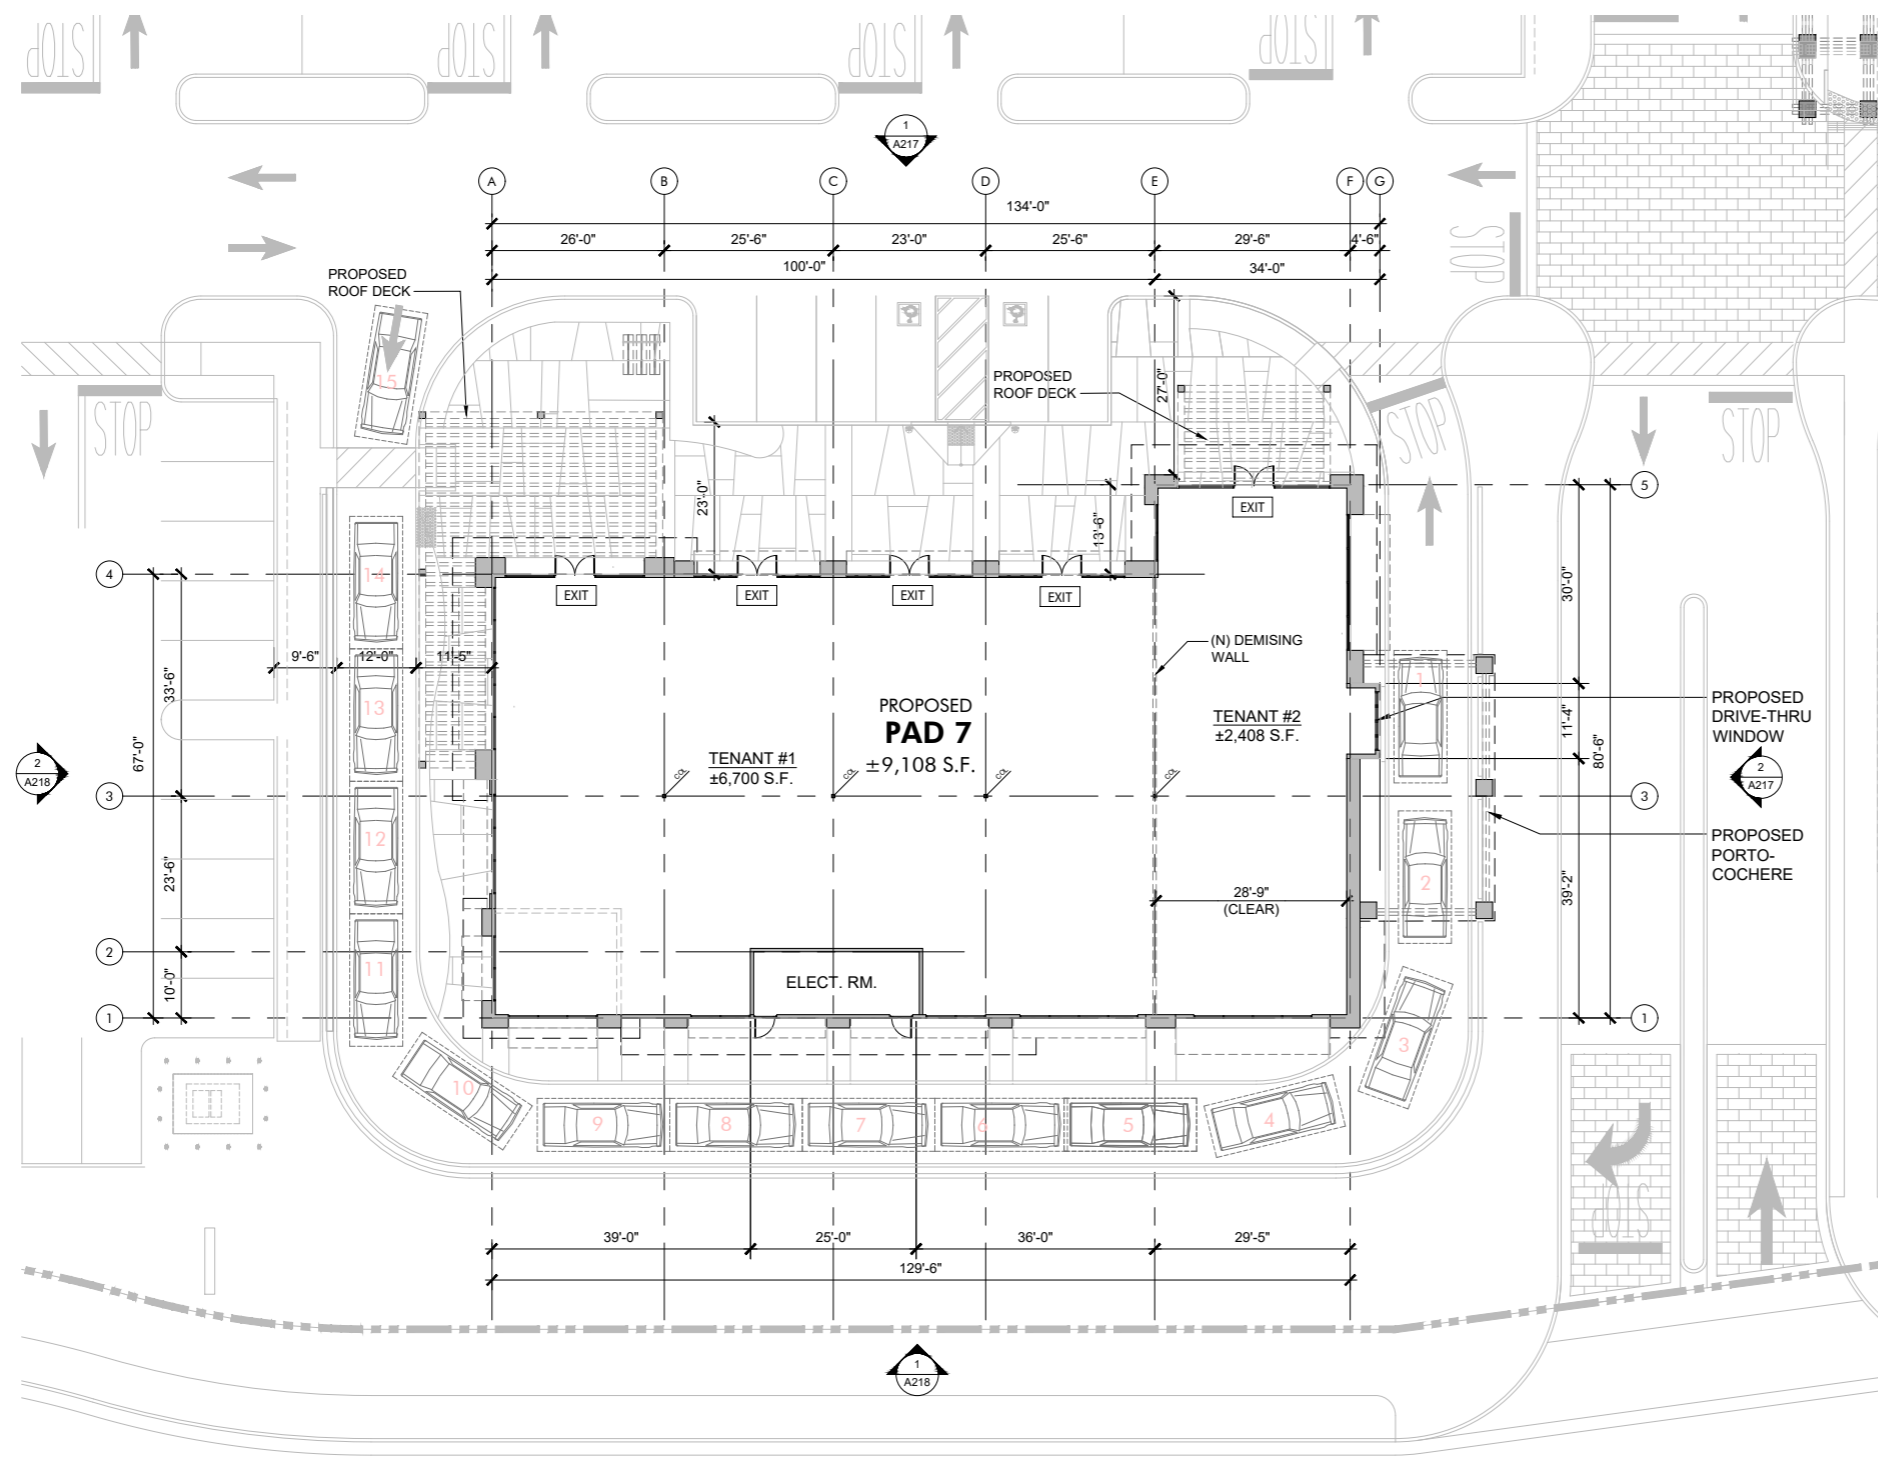 STOP
STOP
STOP
STOP
1
A217
A
B
C
D
E
F
G
134'-0"
26'-0"
25'-6"
23'-0"
25'-6"
29'-6"
4'-6"
100'-0"
34'-0"
STOP
PROPOSED
ROOF DECK
15
STOP
PROPOSED
ROOF DECK
27'-0"
STOP
STOP
23'-0"
13'-6"
EXIT
5
14
4
EXIT
EXIT
EXIT
EXIT
30'-0"
(N) DEMISING
WALL
9'-6"
12'-0"
11'-5"
33'-6"
67'-0"
13
1
PROPOSED
PAD 7
±9,108 S.F.
TENANT #1
±6,700 S.F.
TENANT #2
±2,408 S.F.
PROPOSED
DRIVE-THRU
WINDOW
11'-4"
80'-6"
2
A218
2
A217
3
3
COL
COL
COL
COL
12
2
PROPOSED
PORTO-
COCHERE
23'-6"
39'-2"
28'-9"
(CLEAR)
2
11
10'-0"
ELECT. RM.
1
1
3
10
9
8
7
6
5
4
STOP
39'-0"
25'-0"
36'-0"
29'-5"
129'-6"
1
A218